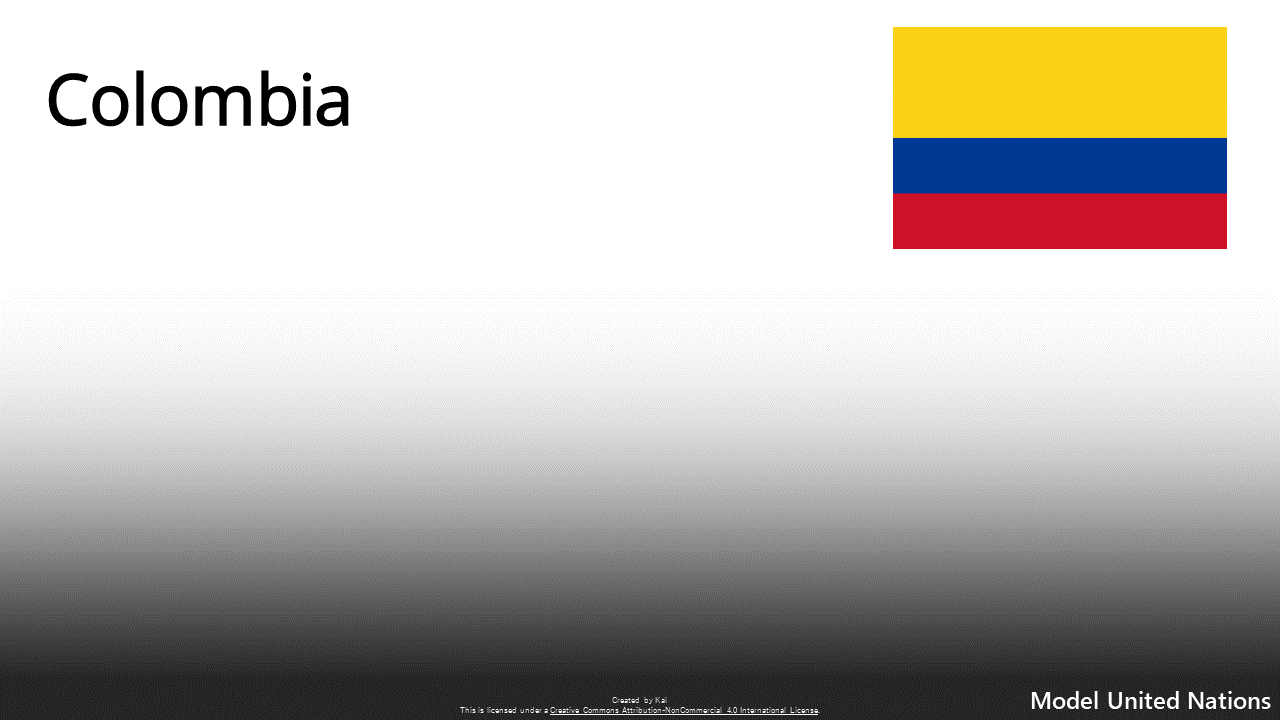 Colombia
Created by Kai
This is licensed under a Creative Commons Attribution-NonCommercial 4.0 International License.
Model United Nations